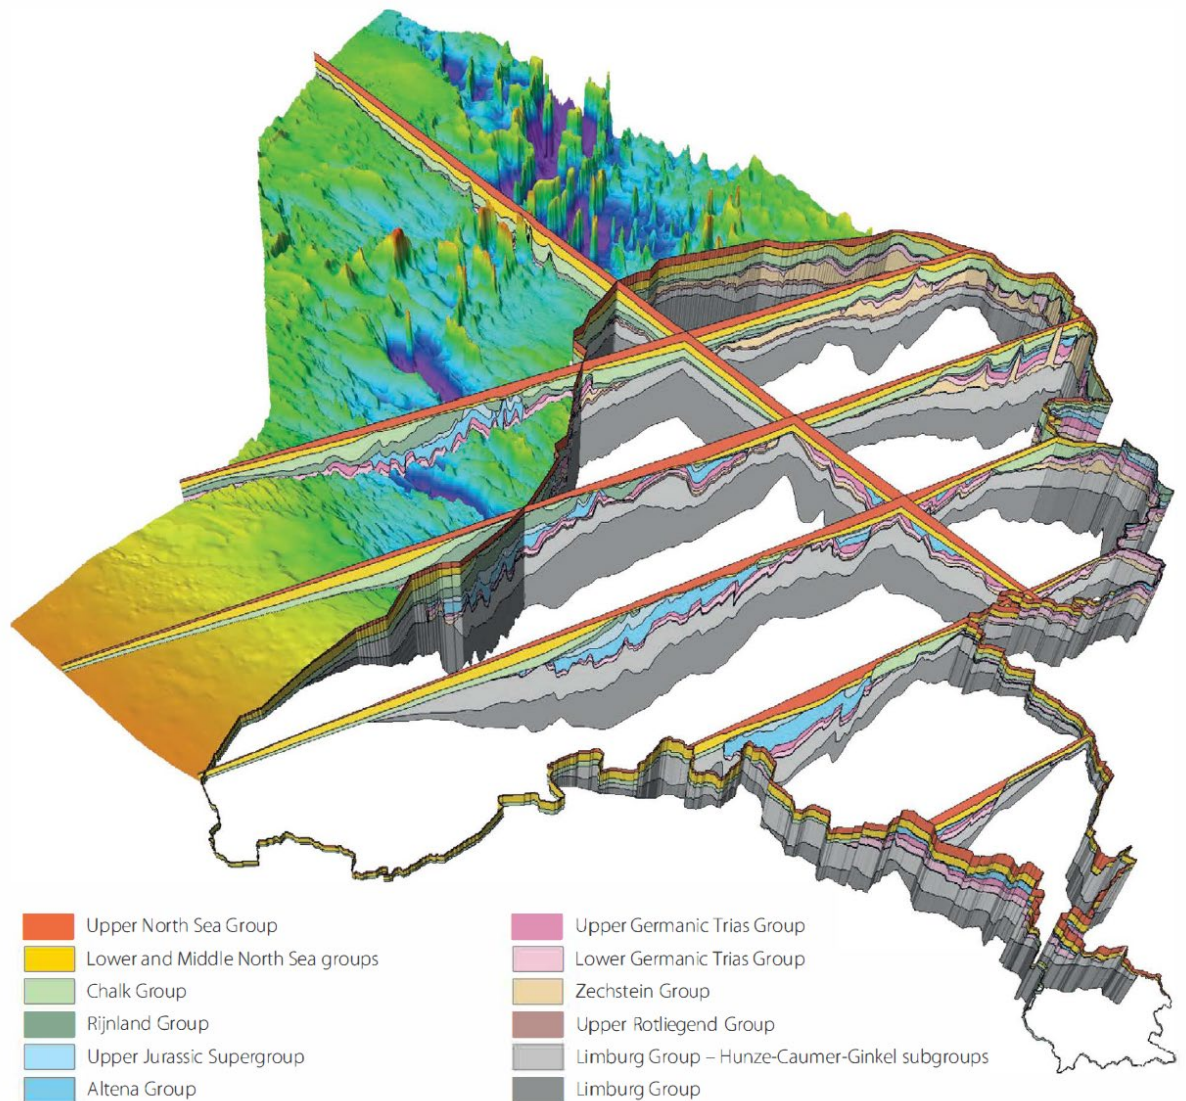 Upper North Sea Group
Lower and Middle North Sea groups
Chalk Group
Rijnland Group
Upper Jurassic Supergroup
Altena Group
Upper Germanic Trias Group
Lower Germanic Trias Group
Zechstein Group
Upper Rotliegend Group
Limburg Group – Hunze-Caumer-Ginkel subgroups
Limburg Group